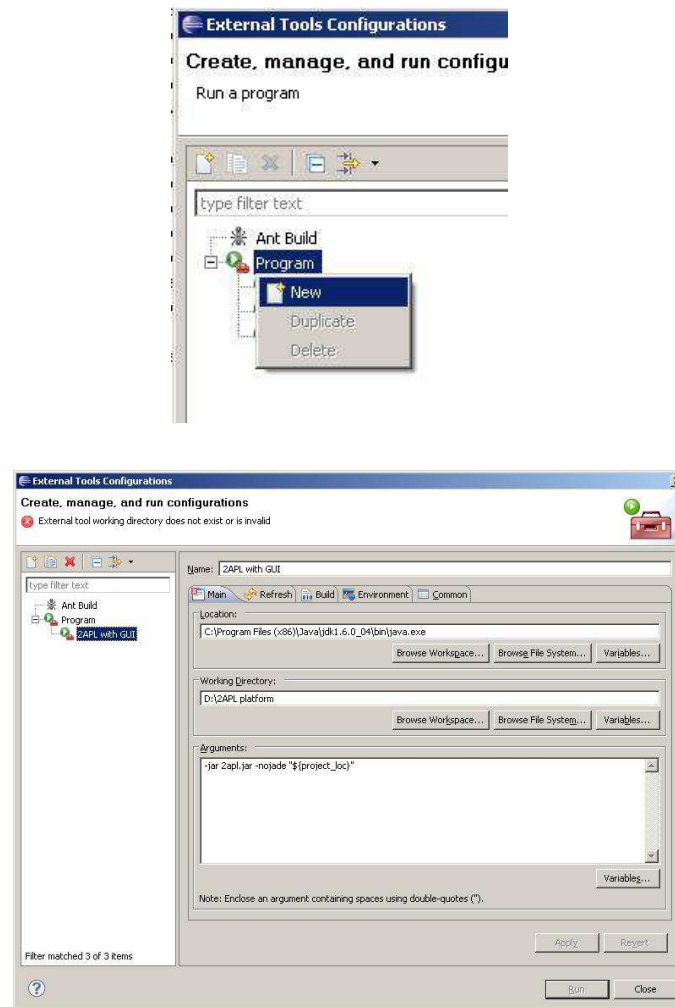 External Tools Configurations
Create, manage, and run configu
Run a program
type filter text
Ant Build
Program
New
Duplicate
Delete
External Tools Configurations
Create, manage, and run configurations
External tool working directory does not exist or is invalid
type filter text
Ant Build
Program
2APL with GUI
Filter matched 3 of 3 items
Name: 2APL with GUI
Main Refresh Build Environment Common
Location:
C:\Program Files (x86)\Java\jdk1.6.0_04\bin\java.exe
Browse Workspace... Browse File System... Variables...
Working Directory:
D:\2APL platform
Browse Workspace... Browse File System... Variables...
Arguments:
-jar 2apl.jar -nojade "${project_loc}"
Variables...
Note: Enclose an argument containing spaces using double-quotes (").
Apply Revert
Run Close